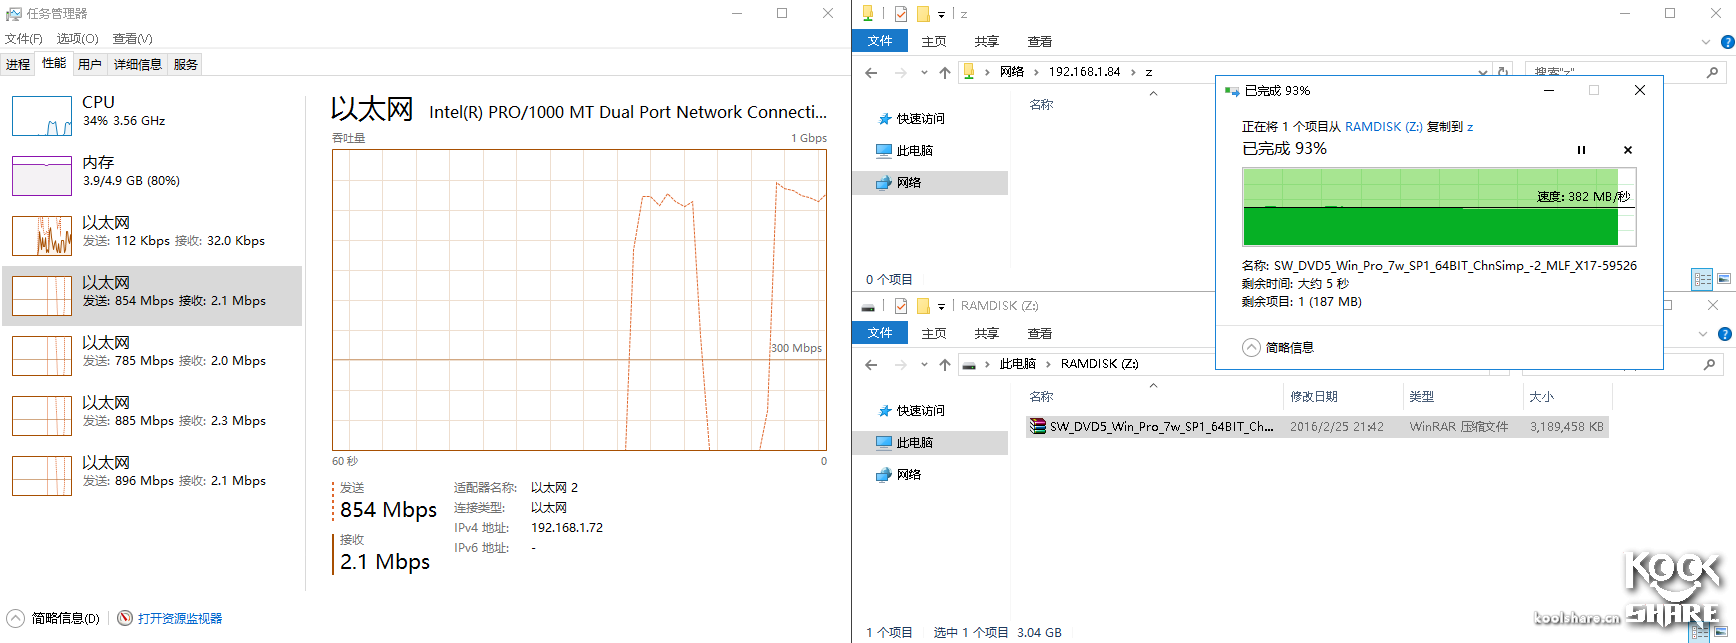 任务管理器
文件(F) 选项(O) 查看(V)
进程 性能 用户 详细信息 服务
CPU
34% 3.56 GHz
内存
3.9/4.9 GB (80%)
以太网
发送: 112 Kbps 接收: 32.0 Kbps
以太网
发送: 854 Mbps 接收: 2.1 Mbps
以太网
发送: 785 Mbps 接收: 2.0 Mbps
以太网
发送: 885 Mbps 接收: 2.3 Mbps
以太网
发送: 896 Mbps 接收: 2.1 Mbps
以太网 Intel(R) PRO/1000 MT Dual Port Network Connecti...
吞吐量 1 Gbps
300 Mbps
60 秒 0
发送
854 Mbps
接收
2.1 Mbps
适配器名称: 以太网 2
连接类型: 以太网
IPv4 地址: 192.168.1.72
IPv6 地址: -
简略信息(D) 打开资源监视器
z
文件 主页 共享 查看
网络 192.168.1.84 z
搜索"z"
快速访问
此电脑
网络
名称
0 个项目
已完成 93%
正在将 1 个项目从 RAMDISK (Z:) 复制到 z
已完成 93%
速度: 382 MB/秒
名称: SW_DVD5_Win_Pro_7w_SP1_64BIT_ChnSimp_-2_MLF_X17-59526
剩余时间: 大约 5 秒
剩余项目: 1 (187 MB)
简略信息
RAMDISK (Z:)
文件 主页 共享 查看
此电脑 RAMDISK (Z:)
快速访问
此电脑
网络
名称 修改日期 类型 大小
SW_DVD5_Win_Pro_7w_SP1_64BIT_Ch... 2016/2/25 21:42 WinRAR 压缩文件 3,189,458 KB
1 个项目 选中 1 个项目 3.04 GB
koolshare.cn
KOOL
SHARE